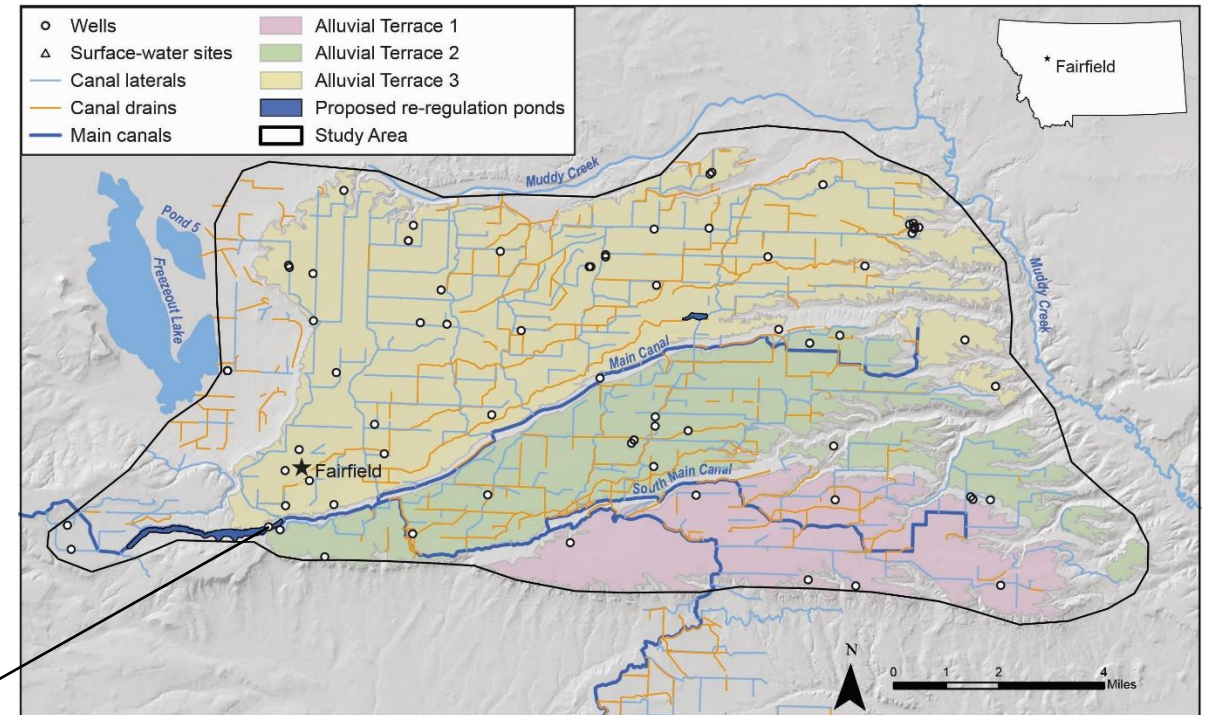 Wells
Surface-water sites
Canal laterals
Canal drains
Main canals
Alluvial Terrace 1
Alluvial Terrace 2
Alluvial Terrace 3
Proposed re-regulation ponds
Study Area
Fairfield
Muddy Creek
Pond 5
Freezeout Lake
Muddy Creek
Main Canal
Fairfield
South Main Canal
N
0 1 2 4
Miles